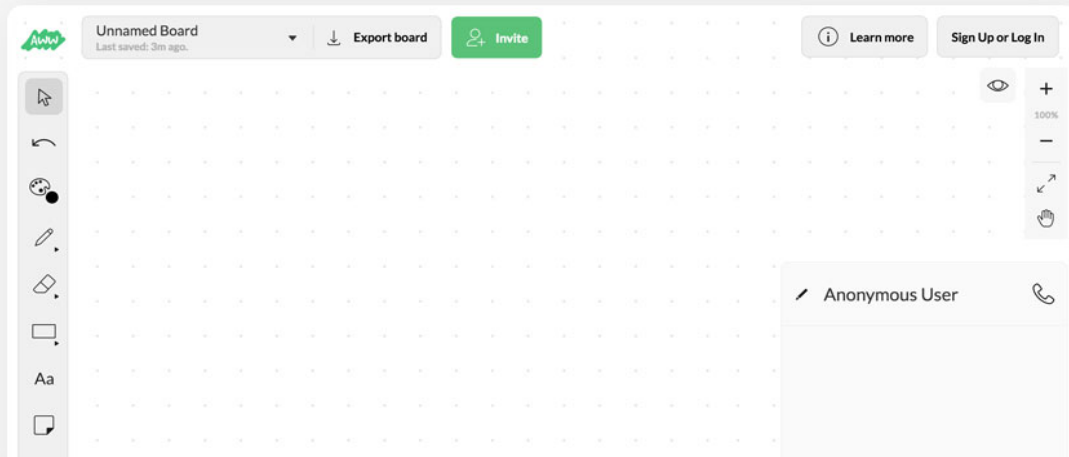 AWW
Unnamed Board
Last saved: 3m ago.
Export board
Invite
Learn more
Sign Up or Log In
100%
Anonymous User
Aa